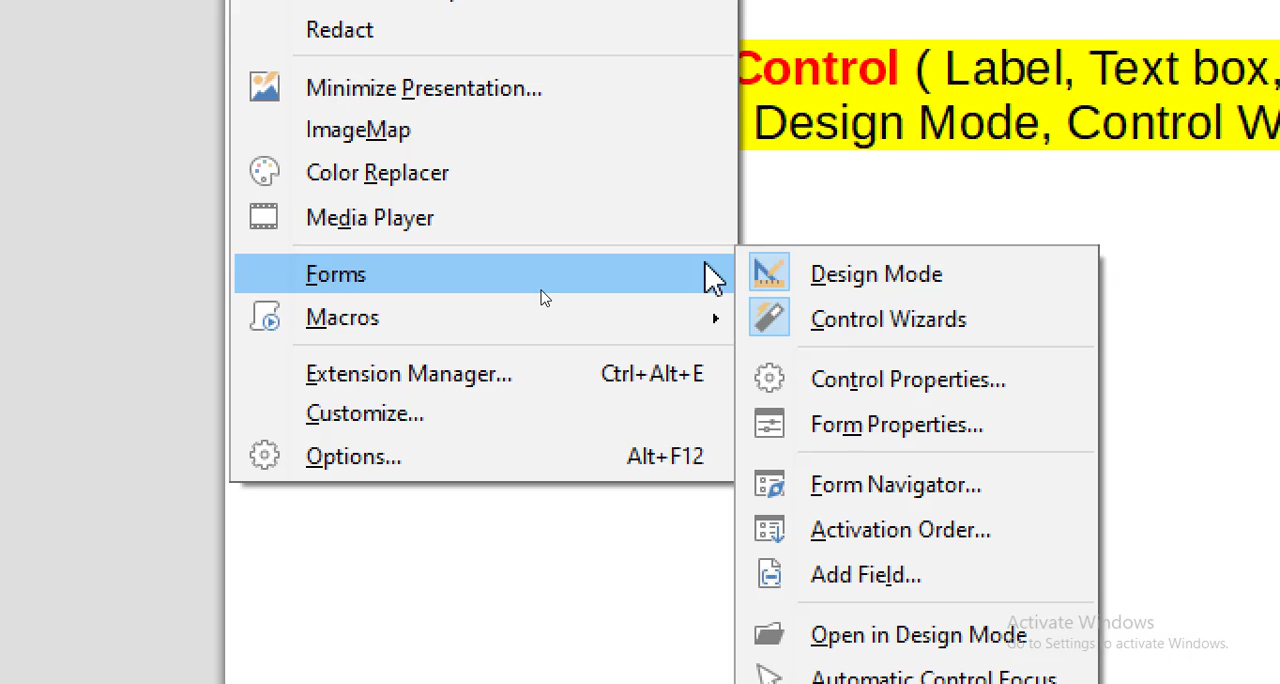 Redact
Minimize Presentation...
ImageMap
Color Replacer
Media Player
Forms
Macros
Extension Manager... Ctrl+Alt+E
Customize...
Options... Alt+F12
Control ( Label, Text box,
Design Mode, Control W
Design Mode
Control Wizards
Control Properties...
Form Properties...
Form Navigator...
Activation Order...
Add Field...
Open in Design Mode
Automatic Control Focus
Activate Windows
Go to Settings to activate Windows.